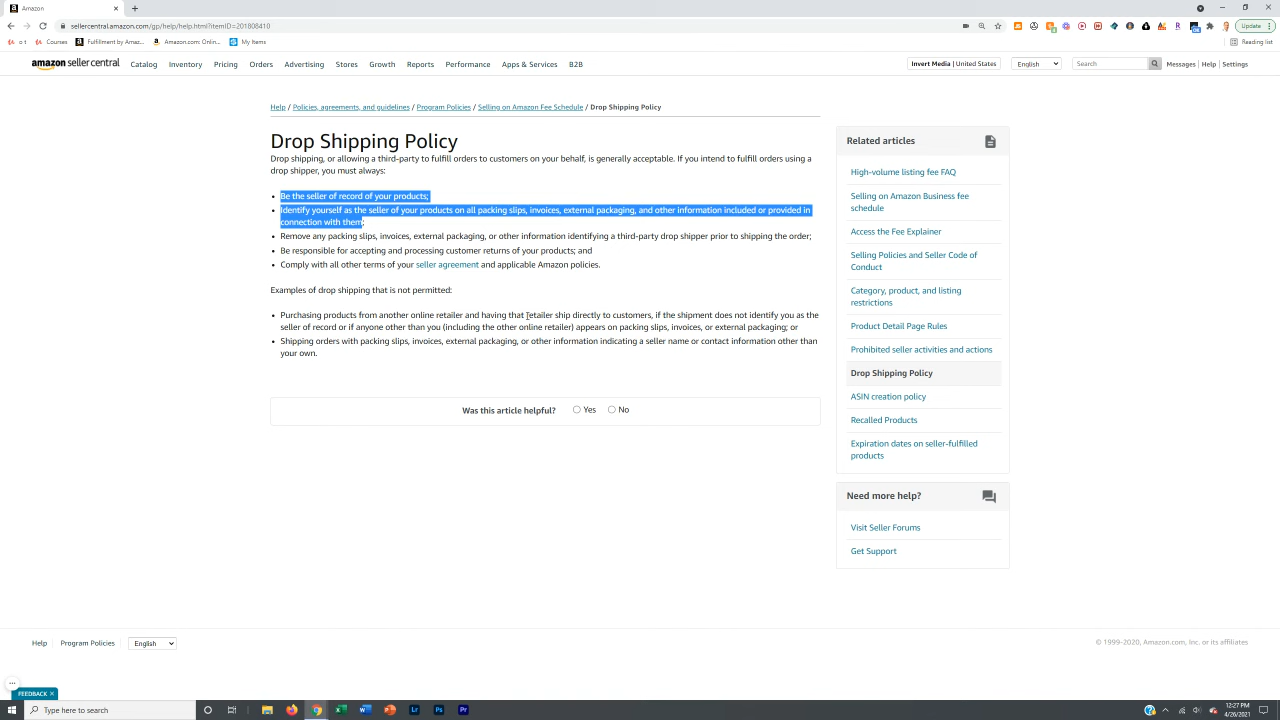 Amazon
sellercentral.amazon.com/gp/help/help.html?itemID=201808410
Update
Courses
Fulfillment by Amaz...
Amazon.com: Onlin...
My Items
Reading list
amazon seller central
Catalog Inventory Pricing Orders Advertising Stores Growth Reports Performance Apps & Services B2B
Invert Media | United States
English
Search
Messages | Help | Settings
Help / Policies, agreements, and guidelines / Program Policies / Selling on Amazon Fee Schedule / Drop Shipping Policy
Drop Shipping Policy
Drop shipping, or allowing a third-party to fulfill orders to customers on your behalf, is generally acceptable. If you intend to fulfill orders using a
drop shipper, you must always:
• Be the seller of record of your products;
• Identify yourself as the seller of your products on all packing slips, invoices, external packaging, and other information included or provided in
connection with them;
• Remove any packing slips, invoices, external packaging, or other information identifying a third-party drop shipper prior to shipping the order;
• Be responsible for accepting and processing customer returns of your products; and
• Comply with all other terms of your seller agreement and applicable Amazon policies.
Examples of drop shipping that is not permitted:
• Purchasing products from another online retailer and having that retailer ship directly to customers, if the shipment does not identify you as the
seller of record or if anyone other than you (including the other online retailer) appears on packing slips, invoices, or external packaging; or
• Shipping orders with packing slips, invoices, external packaging, or other information indicating a seller name or contact information other than
your own.
Was this article helpful? Yes No
Related articles
High-volume listing fee FAQ
Selling on Amazon Business fee
schedule
Access the Fee Explainer
Selling Policies and Seller Code of
Conduct
Category, product, and listing
restrictions
Product Detail Page Rules
Prohibited seller activities and actions
Drop Shipping Policy
ASIN creation policy
Recalled Products
Expiration dates on seller-fulfilled
products
Need more help?
Visit Seller Forums
Get Support
Help Program Policies English
© 1999-2020, Amazon.com, Inc. or its affiliates
...
FEEDBACK ×
Type here to search
12:27 PM
4/26/2021